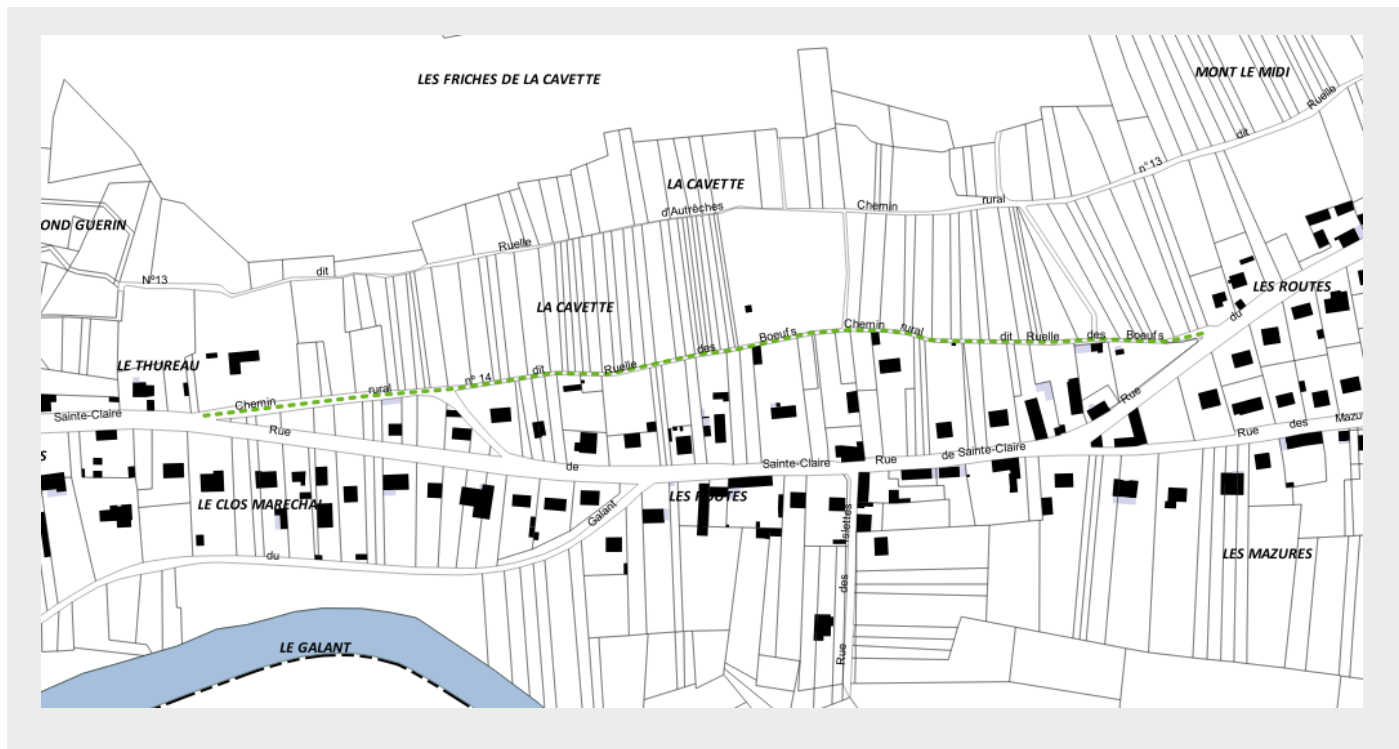 LES FRICHES DE LA CAVETTE
MONT LE MIDI
Ruelle
dit
n°13
LA CAVETTE
rural
Chemin
d'Autrêches
OND GUERIN
Ruelle
dit
N°13
LES ROUTES
LA CAVETTE
du
Chemin rural dit Ruelle des Boeufs
Boeufs
des
Ruelle
dit
n° 14
rural
Chemin
LE THUREAU
Sainte-Claire
Rue
Rue
Rue des Mazu
de
Sainte-Claire
Rue
de Sainte-Claire
S
LE CLOS MARECHAL
LES ROUTES
Galant
Islettes
du
des
LES MAZURES
Rue
LE GALANT